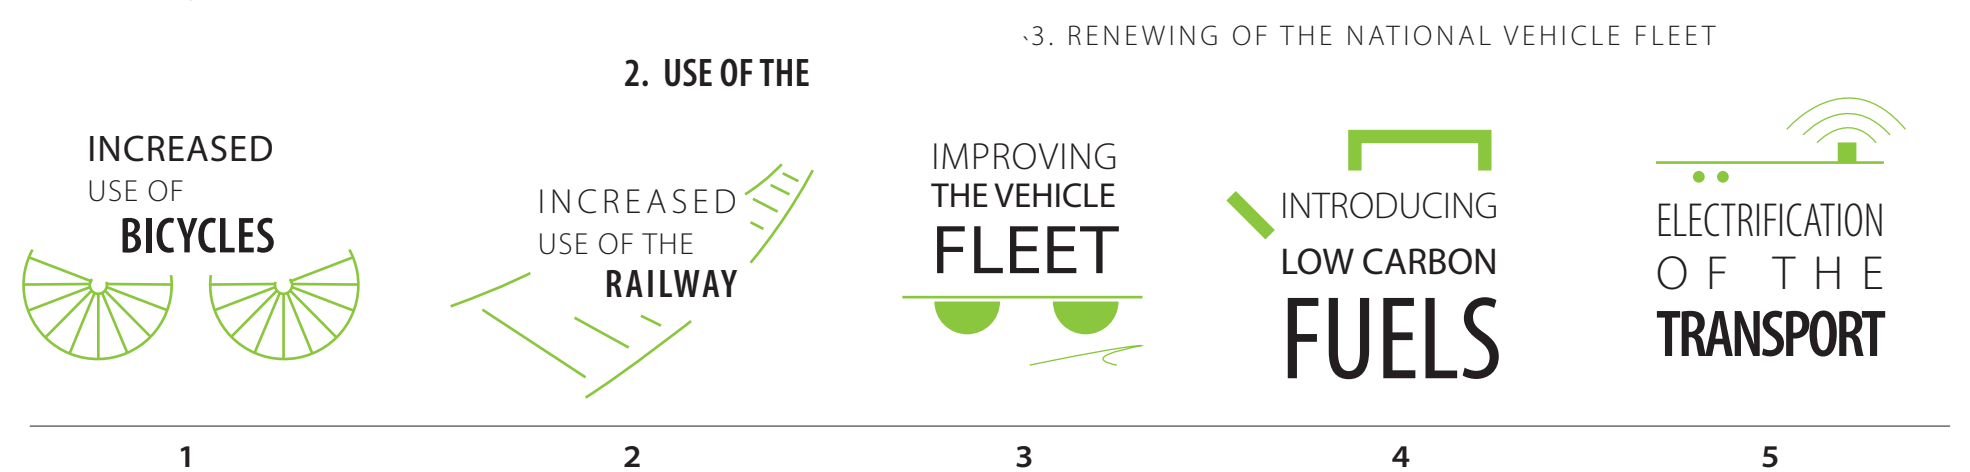 `3. RENEWING OF THE NATIONAL VEHICLE FLEET
2. USE OF THE
INCREASED
USE OF
BICYCLES
INCREASED
USE OF THE
RAILWAY
IMPROVING
THE VEHICLE
FLEET
INTRODUCING
LOW CARBON
FUELS
ELECTRIFICATION
OF THE
TRANSPORT
1
2
3
4
5